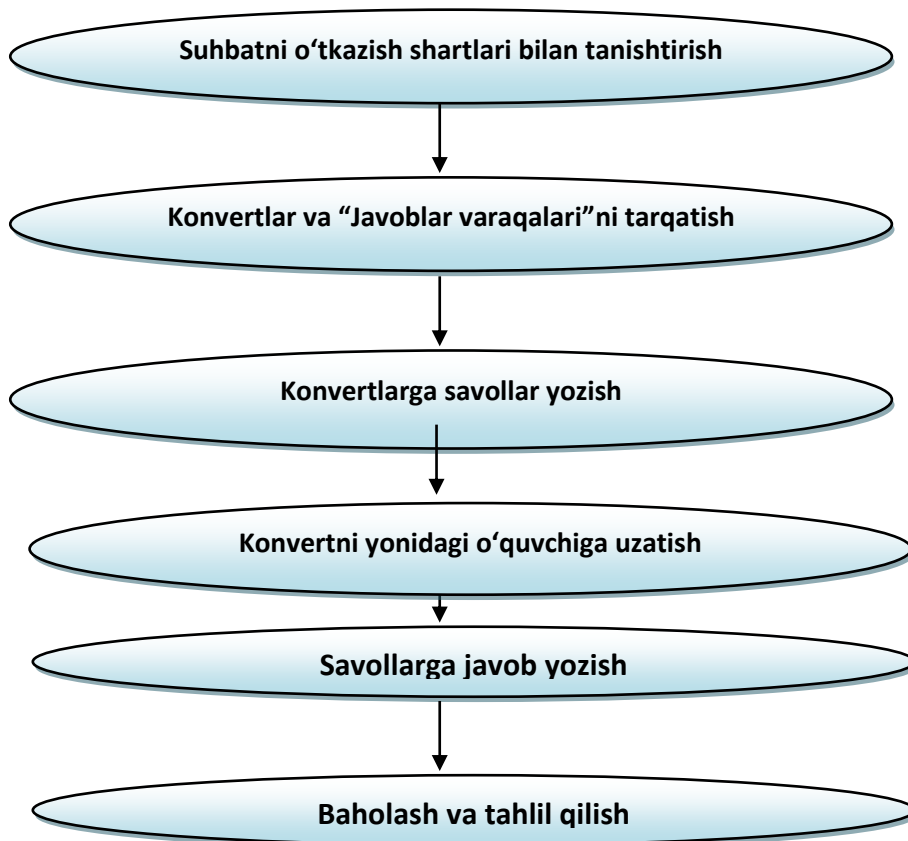 Suhbatni o‘tkazish shartlari bilan tanishtirish
Konvertlar va “Javoblar varaqalari”ni tarqatish
Konvertlarga savollar yozish
Konvertni yonidagi o‘quvchiga uzatish
Savollarga javob yozish
Baholash va tahlil qilish